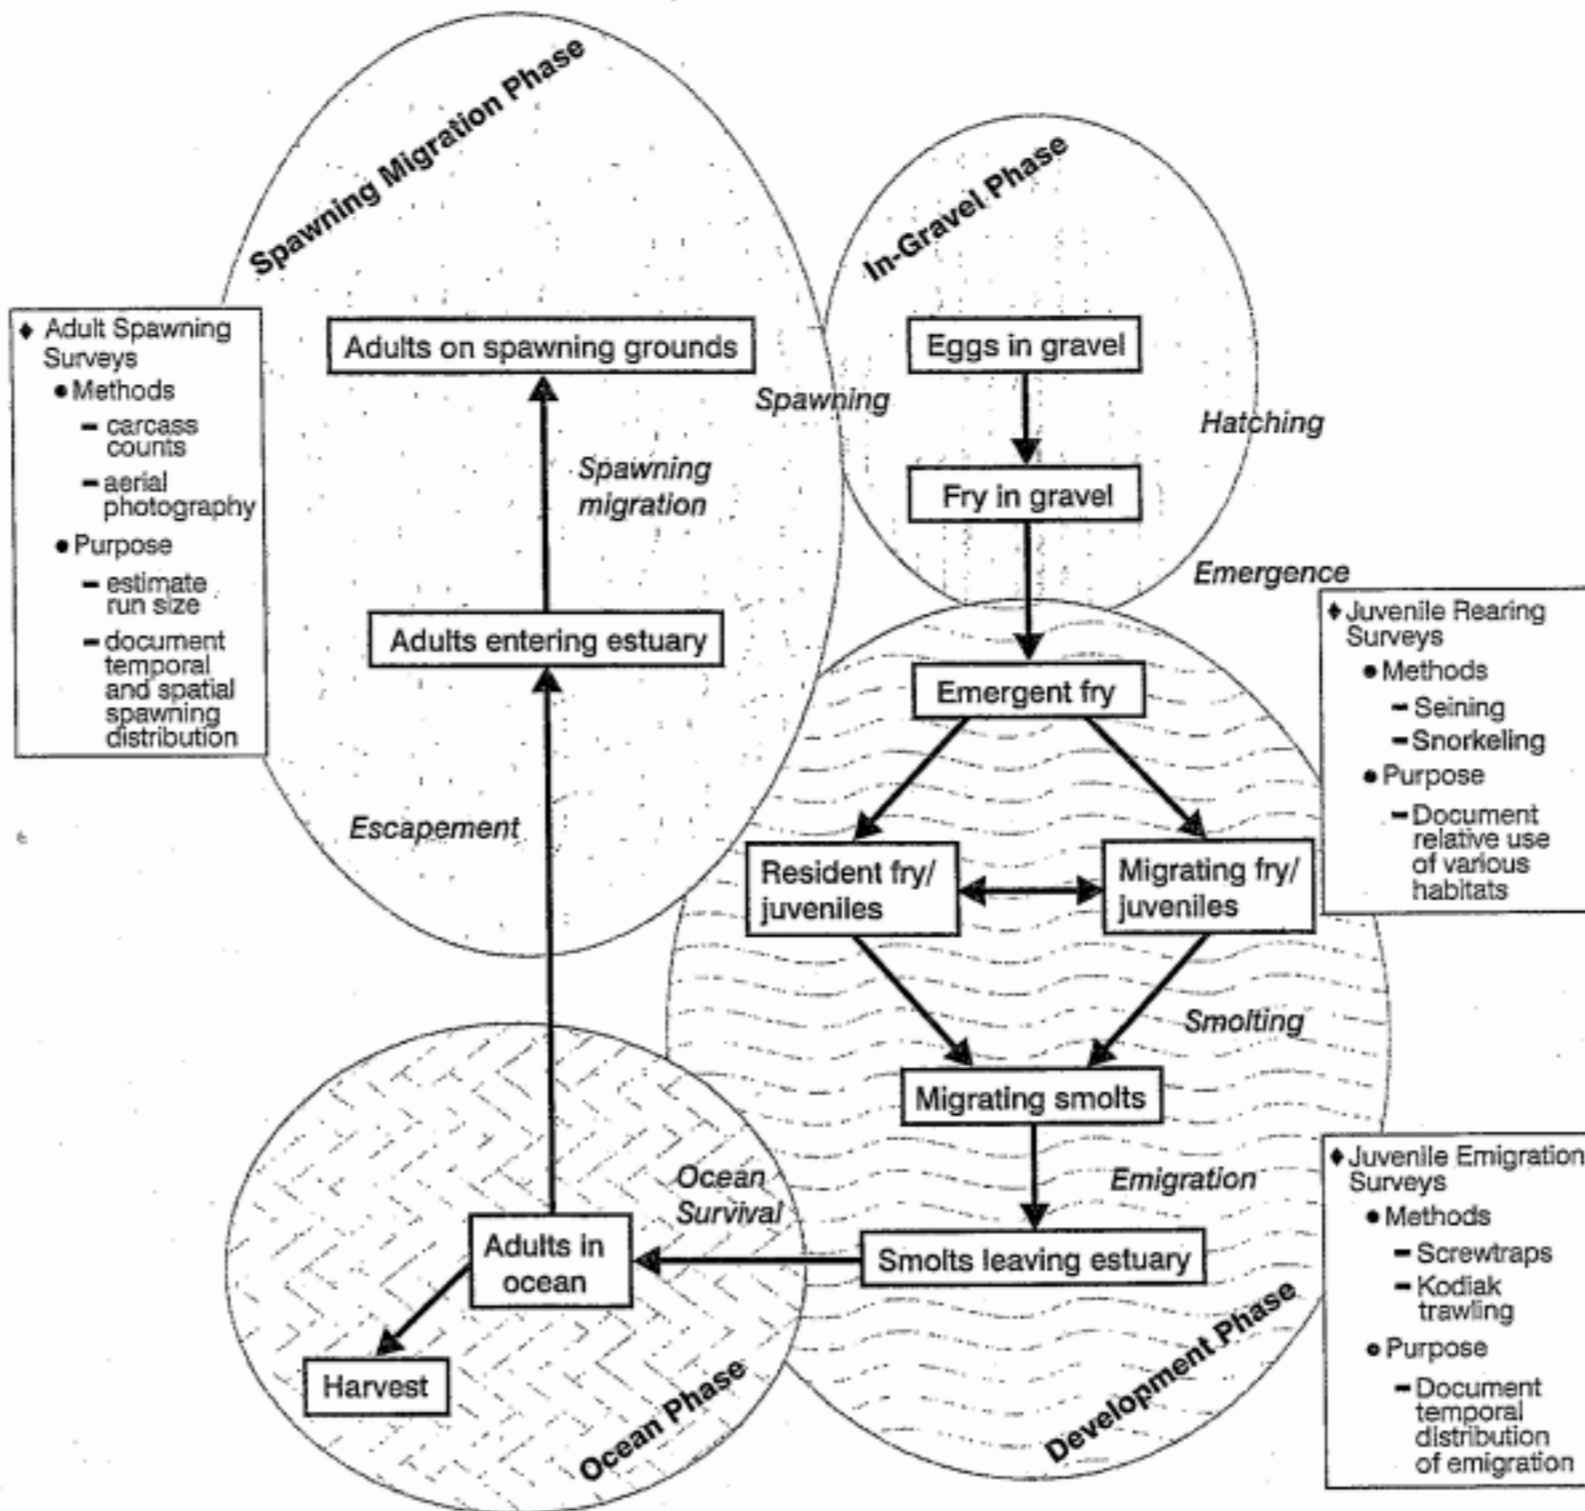 Spawning Migration Phase
In-Gravel Phase
♦ Adult Spawning
Surveys
● Methods
– carcass
counts
– aerial
photography
● Purpose
– estimate
run size
– document
temporal
and spatial
spawning
distribution
Adults on spawning grounds
Spawning
migration
Adults entering estuary
Escapement
Spawning
Eggs in gravel
Hatching
Fry in gravel
Emergence
Emergent fry
Resident fry/
juveniles
Migrating fry/
juveniles
Smolting
Migrating smolts
Emigration
Smolts leaving estuary
Development Phase
♦ Juvenile Rearing
Surveys
● Methods
– Seining
– Snorkeling
● Purpose
– Document
relative use
of various
habitats
♦ Juvenile Emigration
Surveys
● Methods
– Screwtraps
– Kodiak
trawling
● Purpose
– Document
temporal
distribution
of emigration
Ocean
Survival
Adults in
ocean
Harvest
Ocean Phase